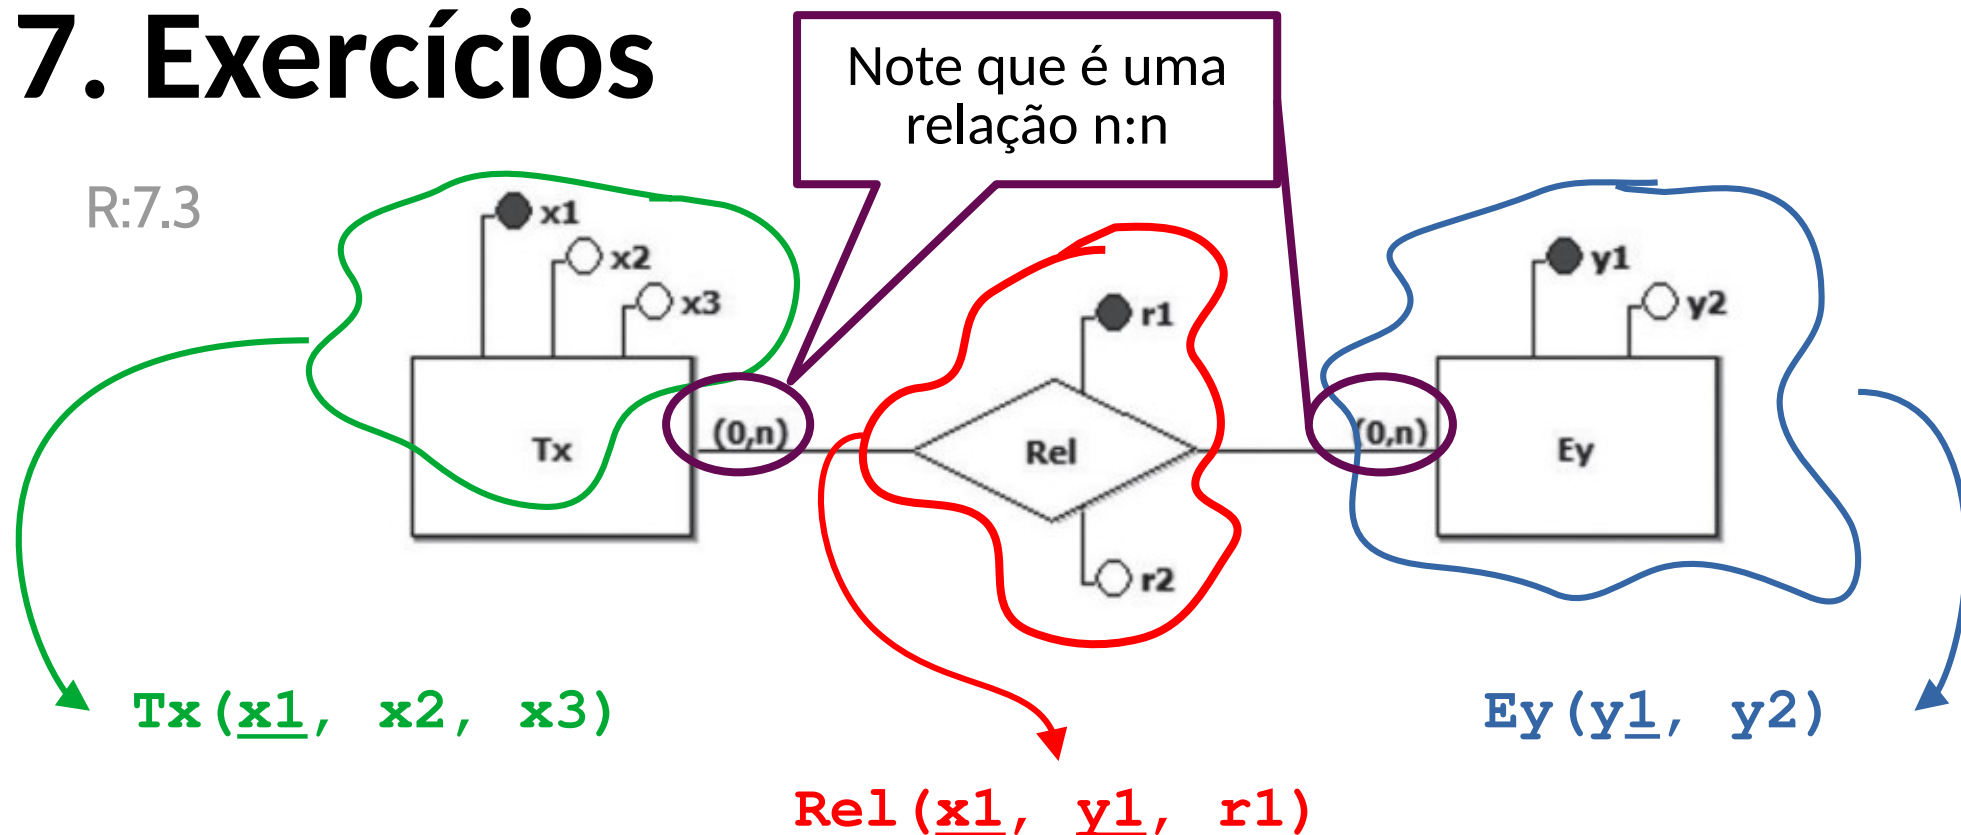 7. Exercícios
Note que é uma
relação n:n
R:7.3
x1
x2
x3
r1
y1
y2
(0,n)
(0,n)
Tx
Rel
Ey
r2
Tx(x1, x2, x3)
Ey(y1, y2)
Rel(x1, y1, r1)